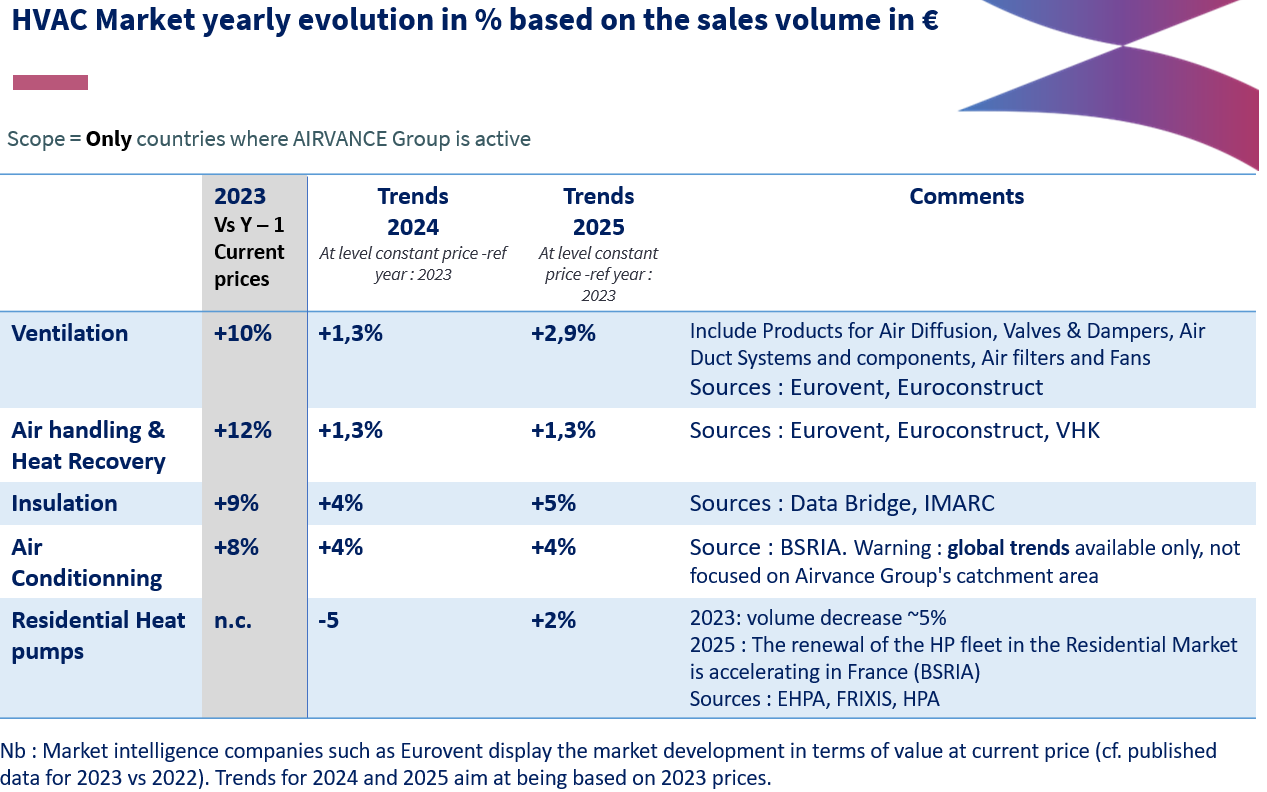 HVAC Market yearly evolution in % based on the sales volume in €
Scope = Only countries where AIRVANCE Group is active
2023
Vs Y – 1
Current
prices
Trends
2024
At level constant price -ref
year : 2023
Trends
2025
At level constant
price -ref year :
2023
Comments
Ventilation
+10%
+1,3%
+2,9%
Include Products for Air Diffusion, Valves & Dampers, Air
Duct Systems and components, Air filters and Fans
Sources : Eurovent, Euroconstruct
Air handling &
Heat Recovery
+12%
+1,3%
+1,3%
Sources : Eurovent, Euroconstruct, VHK
Insulation
+9%
+4%
+5%
Sources : Data Bridge, IMARC
Air
Conditionning
+8%
+4%
+4%
Source : BSRIA. Warning : global trends available only, not
focused on Airvance Group's catchment area
Residential Heat
pumps
n.c.
-5
+2%
2023: volume decrease ~5%
2025 : The renewal of the HP fleet in the Residential Market
is accelerating in France (BSRIA)
Sources : EHPA, FRIXIS, HPA
Nb : Market intelligence companies such as Eurovent display the market development in terms of value at current price (cf. published
data for 2023 vs 2022). Trends for 2024 and 2025 aim at being based on 2023 prices.